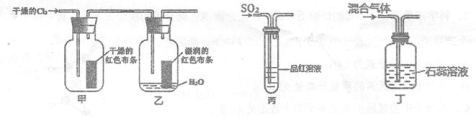 干燥的Cl₂
干燥的
红色布条
甲
湿润的
红色布条
H₂O
乙
SO₂
品红溶液
丙
混合气体
石蕊溶液
丁